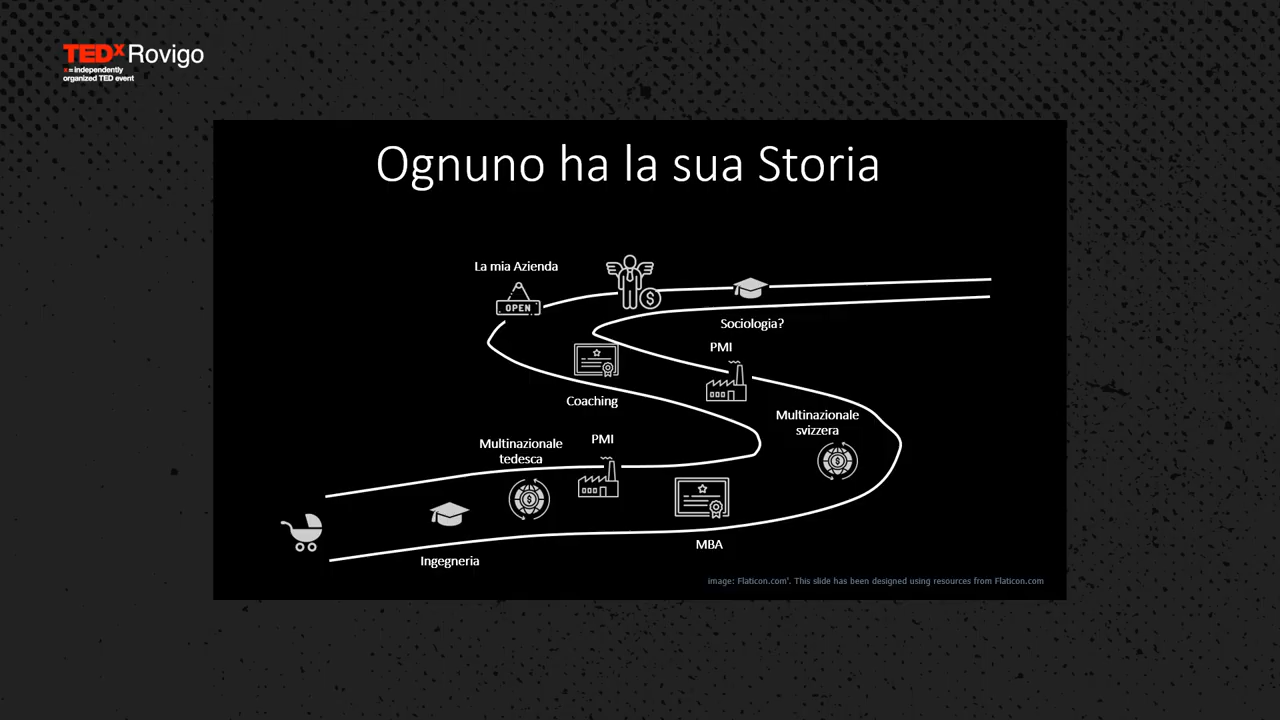 TEDxRovigo
x = independently
organized TED event
Ognuno ha la sua Storia
La mia Azienda
OPEN
$
Sociologia?
PMI
Coaching
Multinazionale
svizzera
$
Multinazionale
tedesca
PMI
$
MBA
Ingegneria
image: Flaticon.com'. This slide has been designed using resources from Flaticon.com